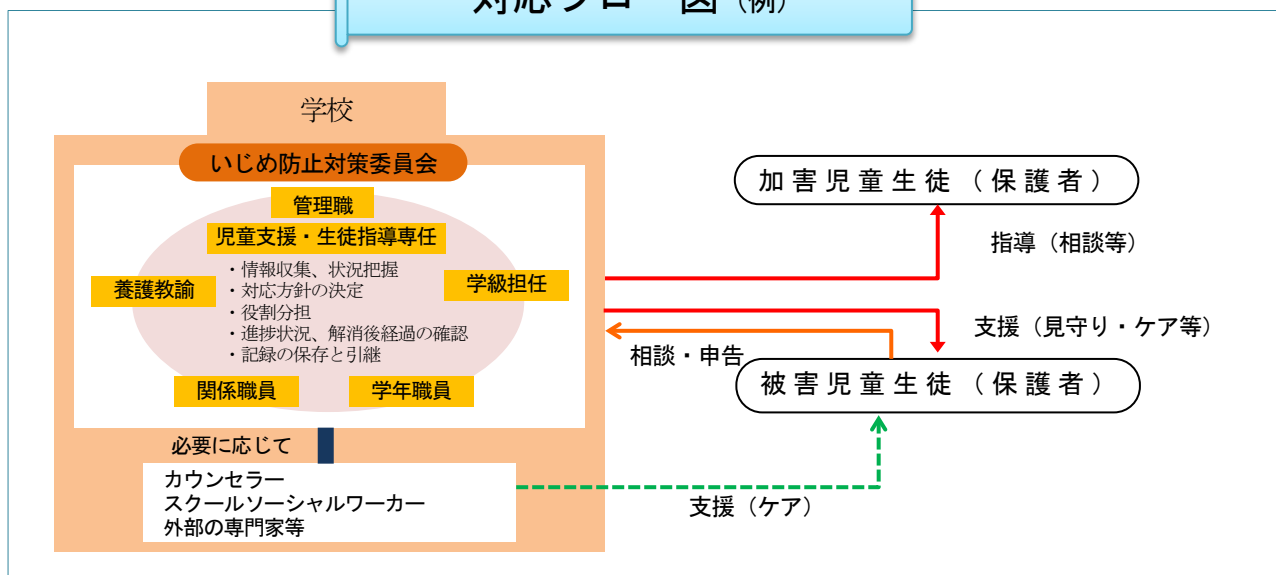 対応フロー図（例）
学校
いじめ防止対策委員会
管理職
児童支援・生徒指導専任
養護教諭
学級担任
・情報収集、状況把握
・対応方針の決定
・役割分担
・進捗状況、解消後経過の確認
・記録の保存と引継
関係職員
学年職員
必要に応じて
カウンセラー
スクールソーシャルワーカー
外部の専門家等
加害児童生徒（保護者）
指導（相談等）
支援（見守り・ケア等）
相談・申告
被害児童生徒（保護者）
支援（ケア）